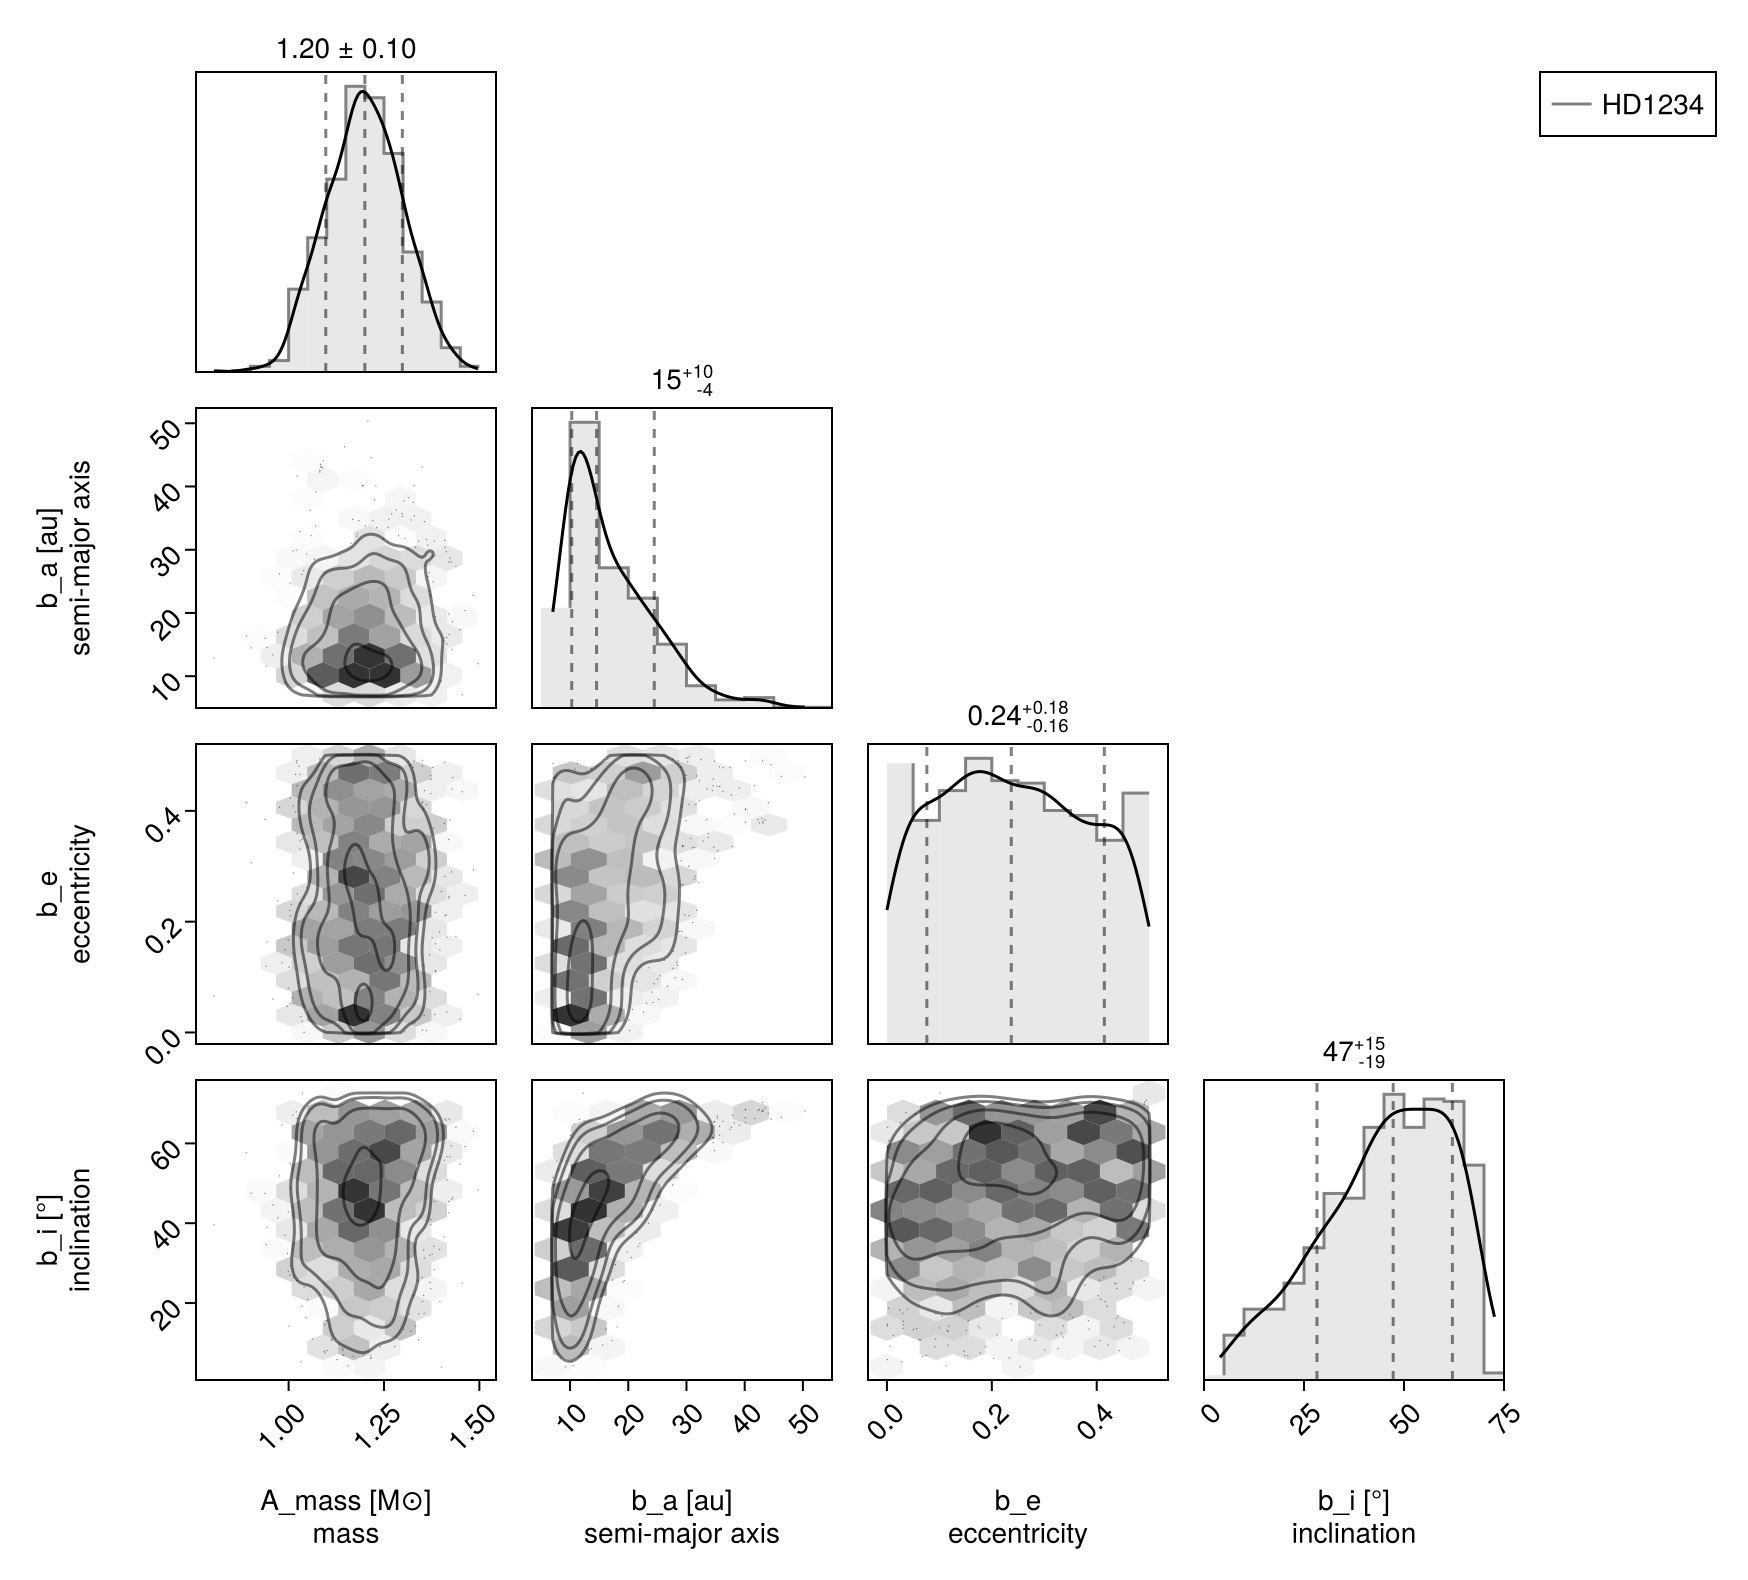 1.20 ± 0.10
HD1234
15+10-4
50
40
30
20
10
b_a [au]
semi-major axis
0.24+0.18-0.16
0.4
0.2
0.0
b_e
eccentricity
47+15-19
60
40
20
b_i [°]
inclination
1.00 1.25 1.50 10 20 30 40 50 0.0 0.2 0.4 0 25 50 75
A_mass [M⊙] b_a [au] b_e b_i [°]
mass semi-major axis eccentricity inclination